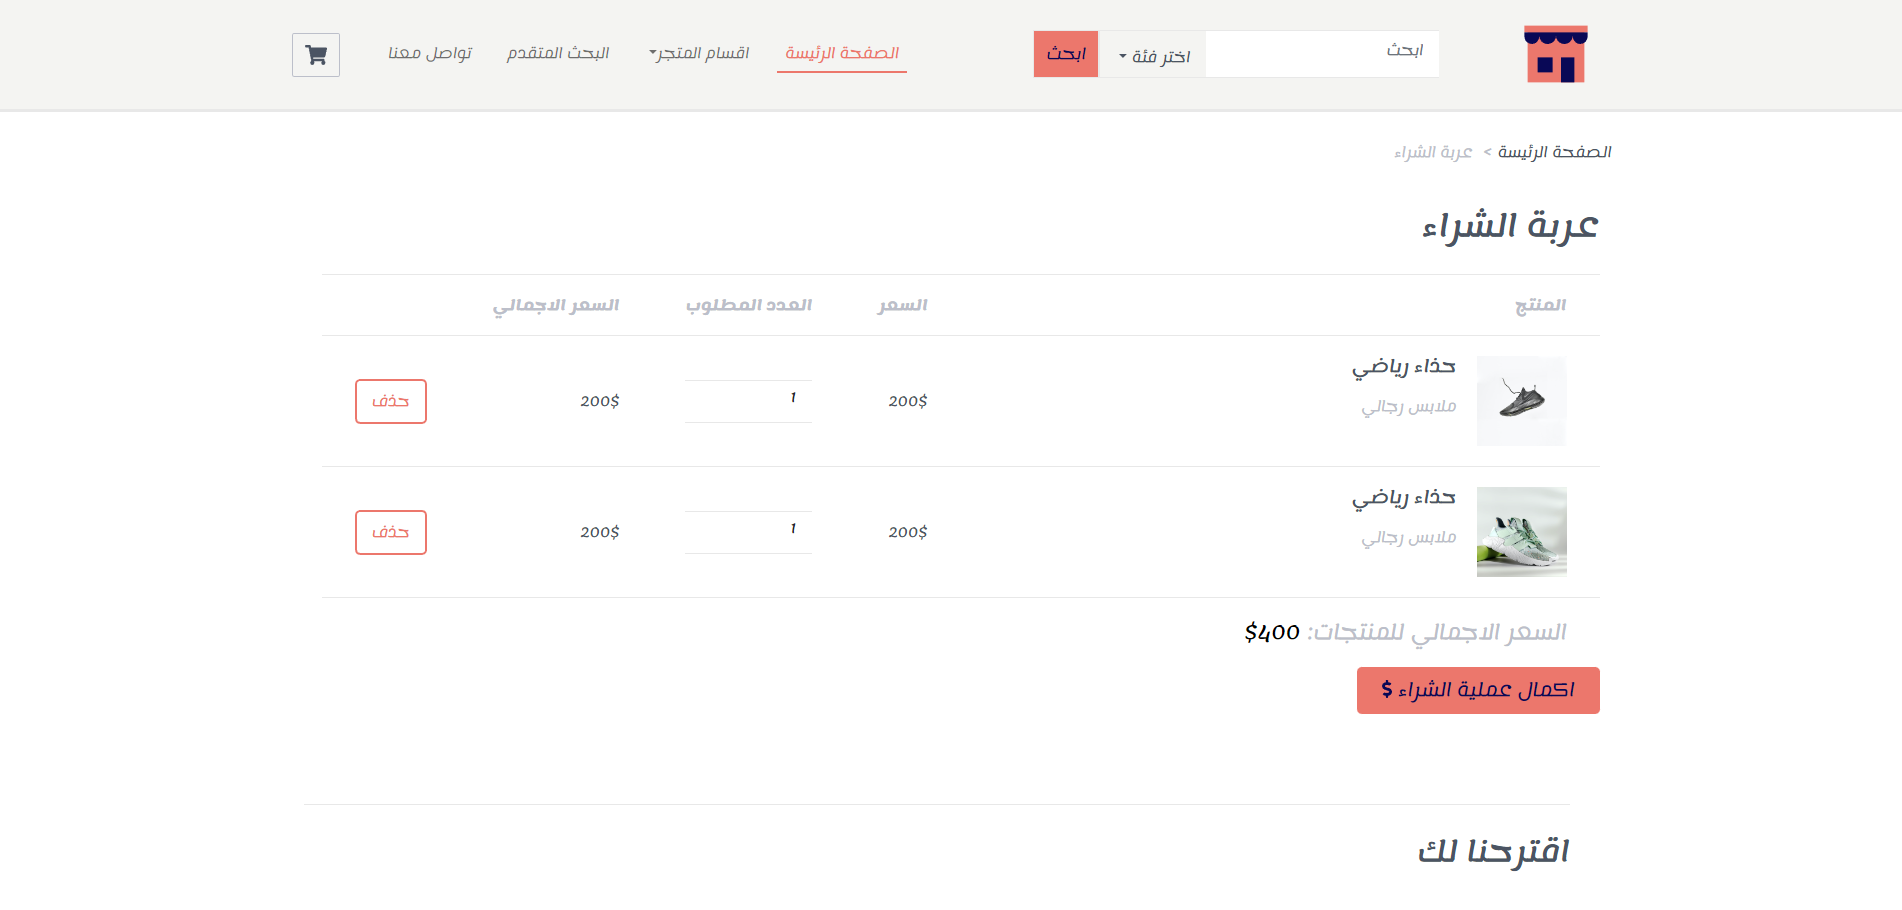 ابحث
اختر فئة
ابحث
الصفحة الرئيسة
اقسام المتجر
البحث المتقدم
تواصل معنا
الصفحة الرئيسة > عربة الشراء
عربة الشراء
المنتج السعر العدد المطلوب السعر الاجمالي
حذاء رياضي
ملابس رجالي
200$ 1 200$ حذف
حذاء رياضي
ملابس رجالي
200$ 1 200$ حذف
السعر الاجمالي للمنتجات: 400$
اكمال عملية الشراء $
اقترحنا لك